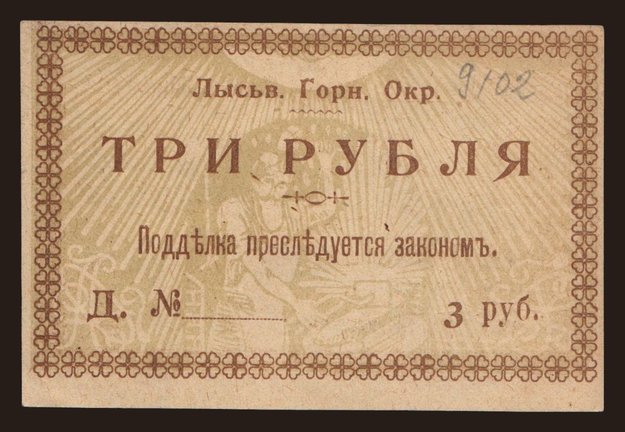 Лысьв. Горн. Окр.
9102
ТРИ РУБЛЯ
Поддѣлка преслѣдуется закономъ.
Д. №
3 руб.